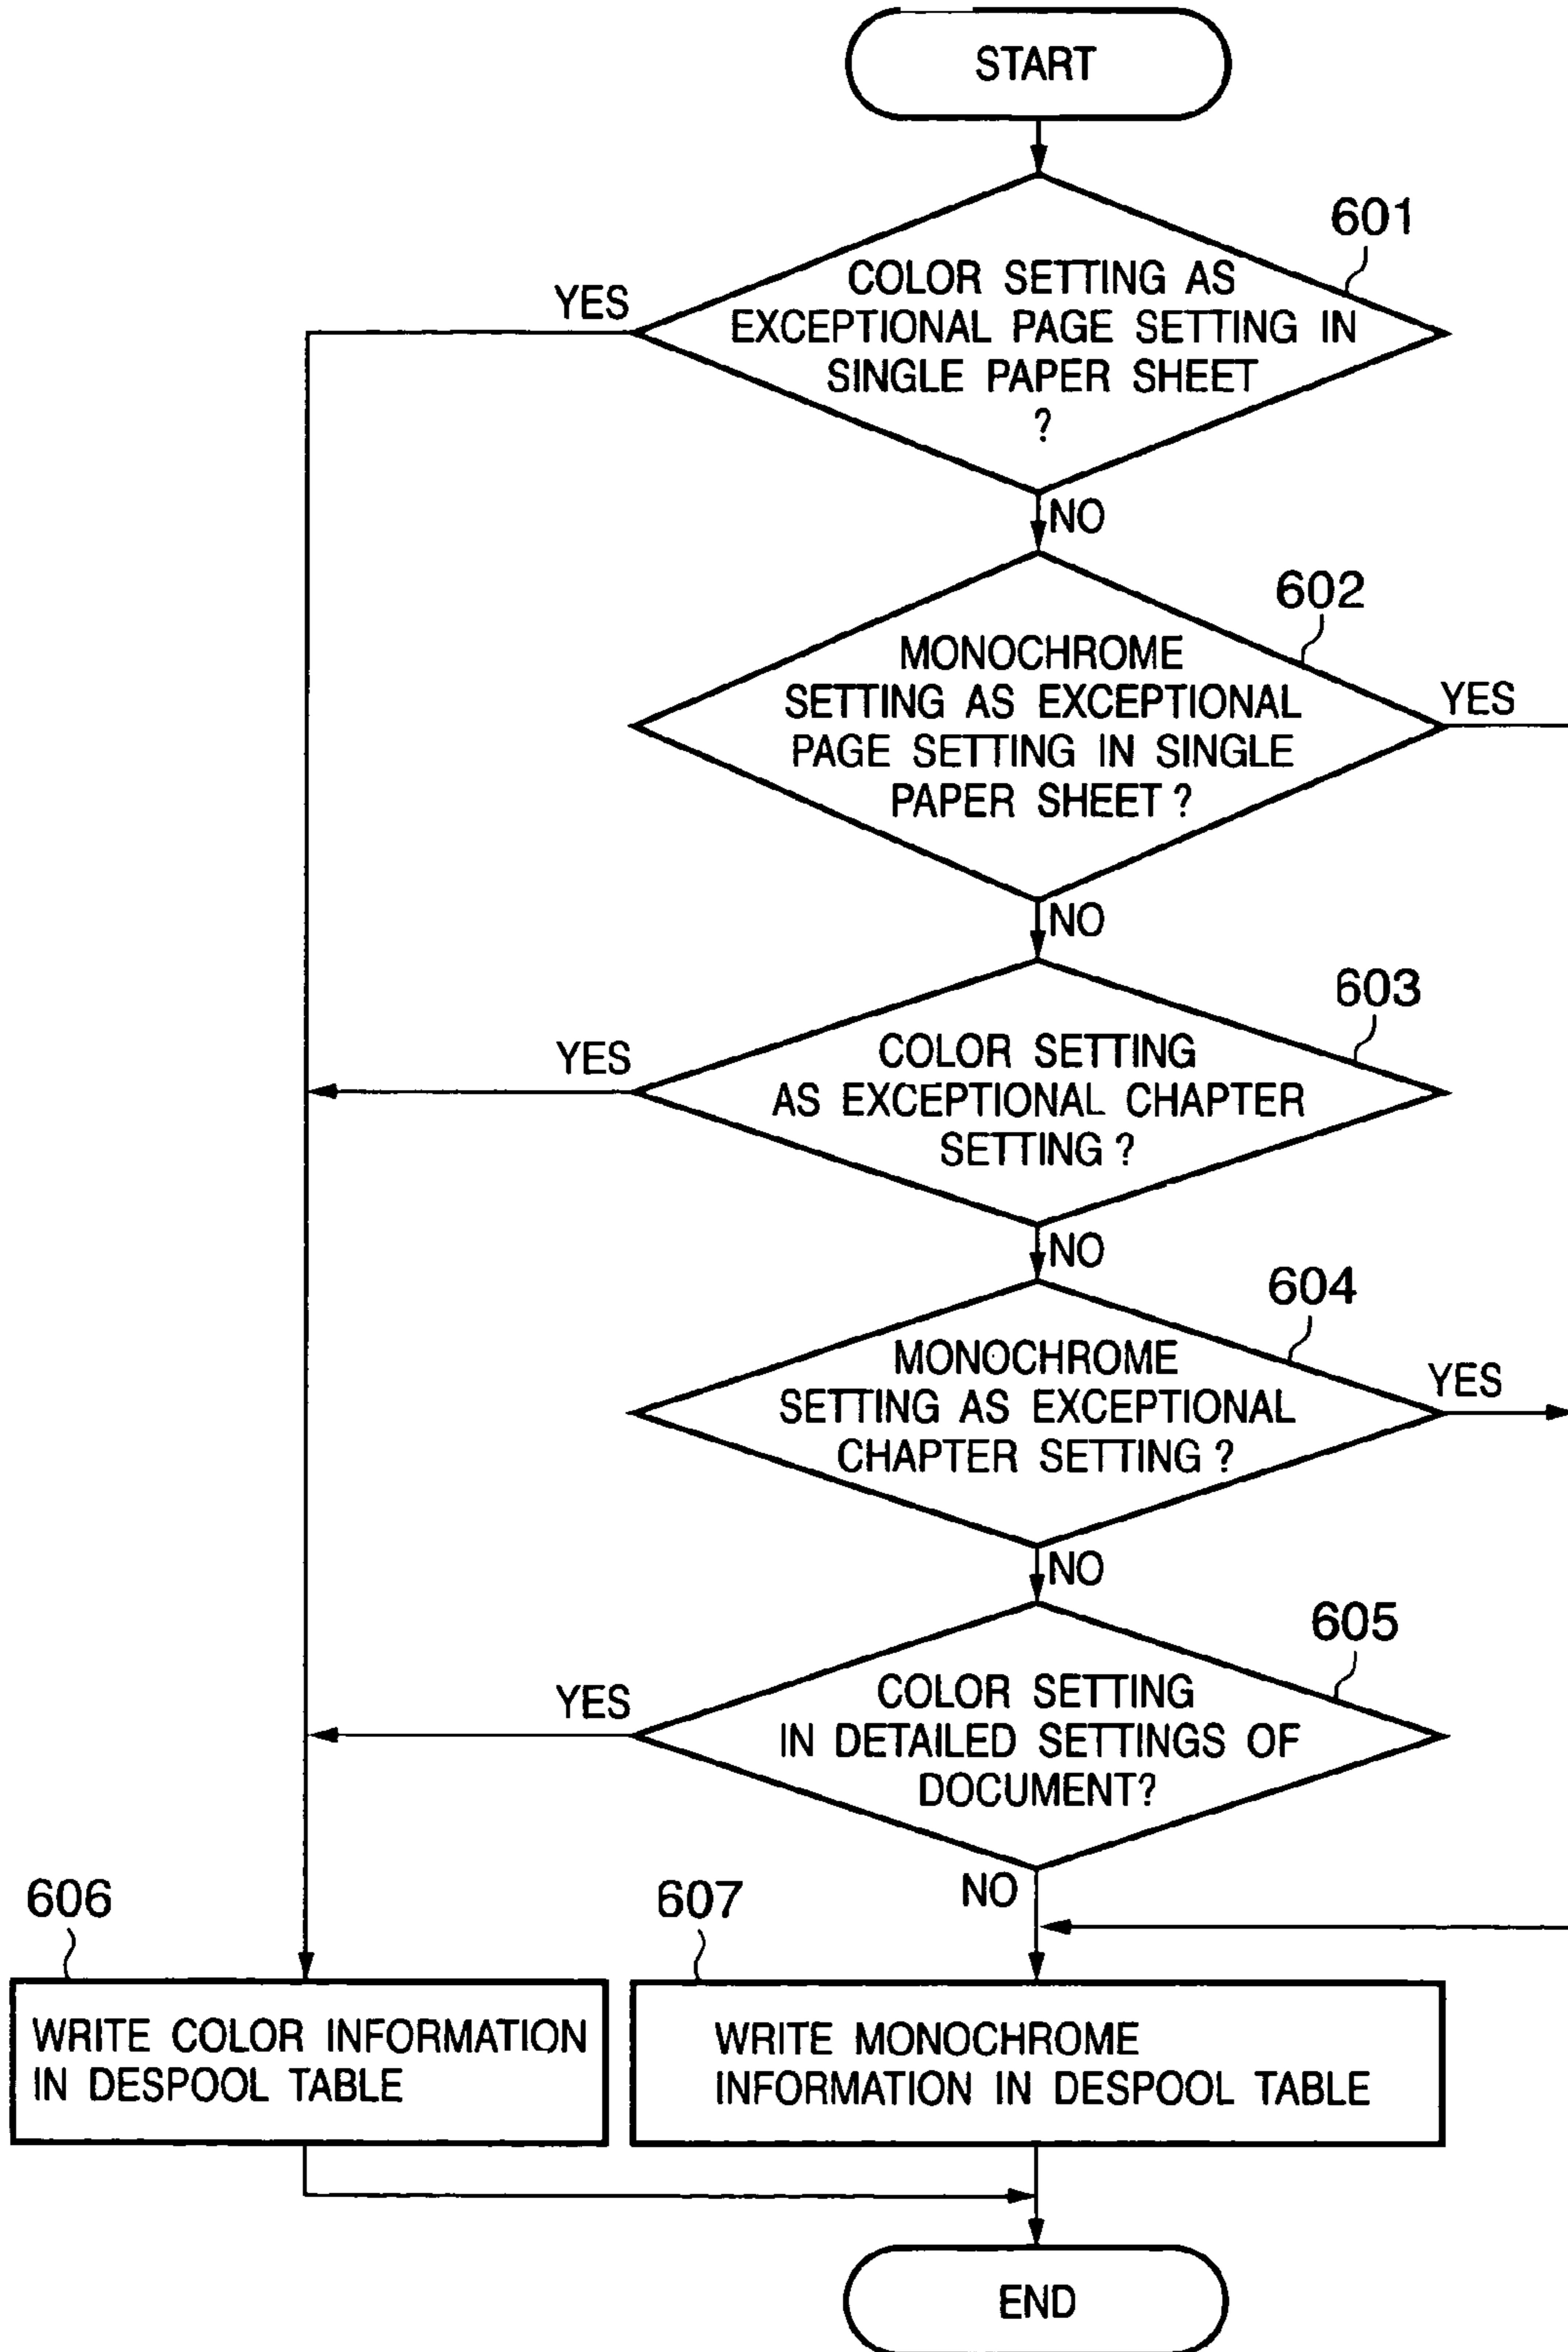 START
601
COLOR SETTING AS
EXCEPTIONAL PAGE SETTING IN
SINGLE PAPER SHEET
?
YES
NO
602
MONOCHROME
SETTING AS EXCEPTIONAL
PAGE SETTING IN SINGLE
PAPER SHEET ?
YES
NO
603
COLOR SETTING
AS EXCEPTIONAL CHAPTER
SETTING ?
YES
NO
604
MONOCHROME
SETTING AS EXCEPTIONAL
CHAPTER SETTING ?
YES
NO
605
COLOR SETTING
IN DETAILED SETTINGS OF
DOCUMENT?
YES
NO
606
WRITE COLOR INFORMATION
IN DESPOOL TABLE
607
WRITE MONOCHROME
INFORMATION IN DESPOOL TABLE
END